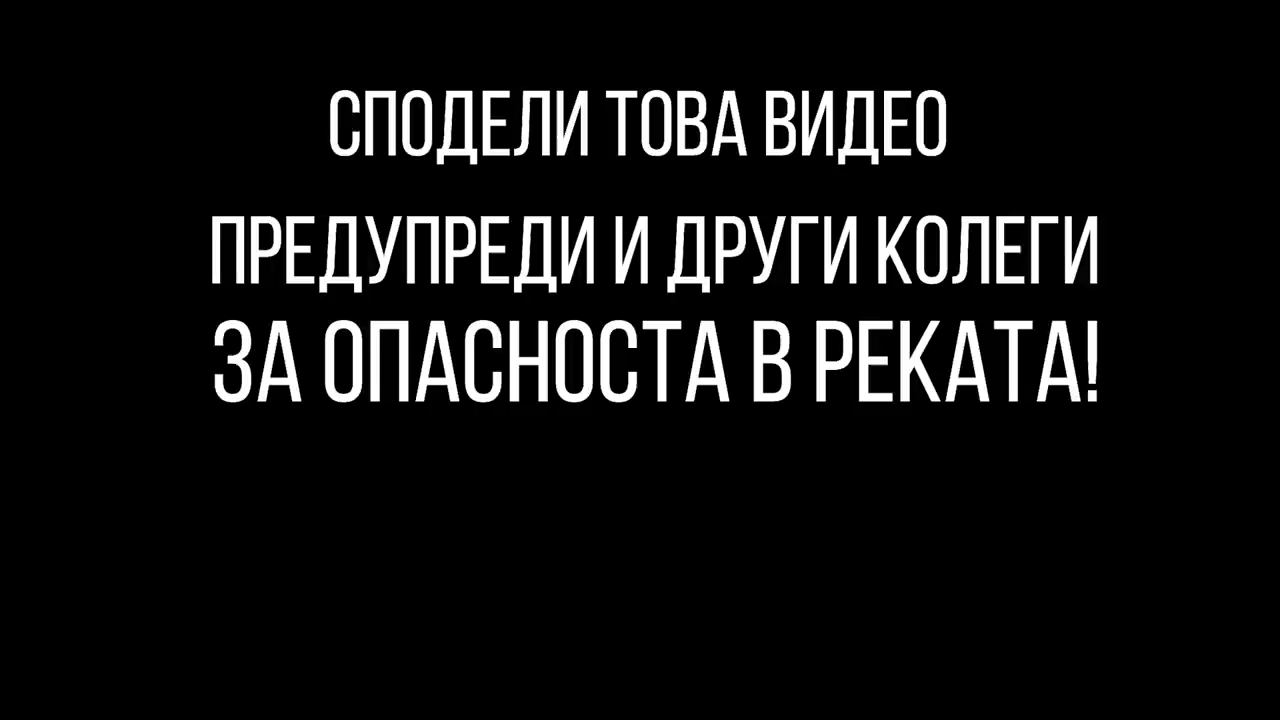 СПОДЕЛИ ТОВА ВИДЕО
ПРЕДУПРЕДИ И ДРУГИ КОЛЕГИ
ЗА ОПАСНОСТА В РЕКАТА!